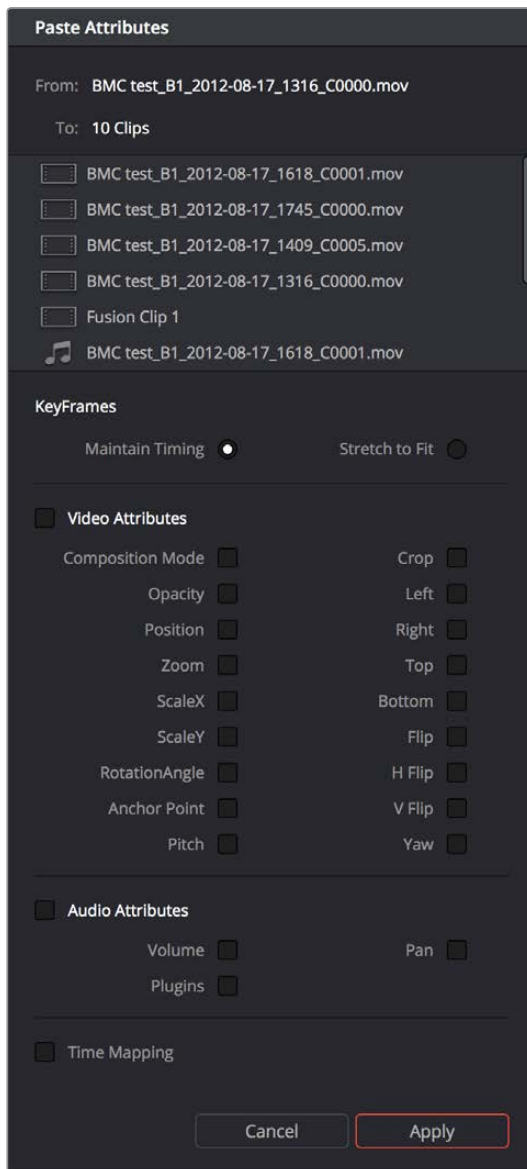 Paste Attributes
From: BMC test_B1_2012-08-17_1316_C0000.mov
To: 10 Clips
BMC test_B1_2012-08-17_1618_C0001.mov
BMC test_B1_2012-08-17_1745_C0000.mov
BMC test_B1_2012-08-17_1409_C0005.mov
BMC test_B1_2012-08-17_1316_C0000.mov
Fusion Clip 1
BMC test_B1_2012-08-17_1618_C0001.mov
KeyFrames
Maintain Timing Stretch to Fit
Video Attributes
Composition Mode Crop
Opacity Left
Position Right
Zoom Top
ScaleX Bottom
ScaleY Flip
RotationAngle H Flip
Anchor Point V Flip
Pitch Yaw
Audio Attributes
Volume Pan
Plugins
Time Mapping
Cancel Apply